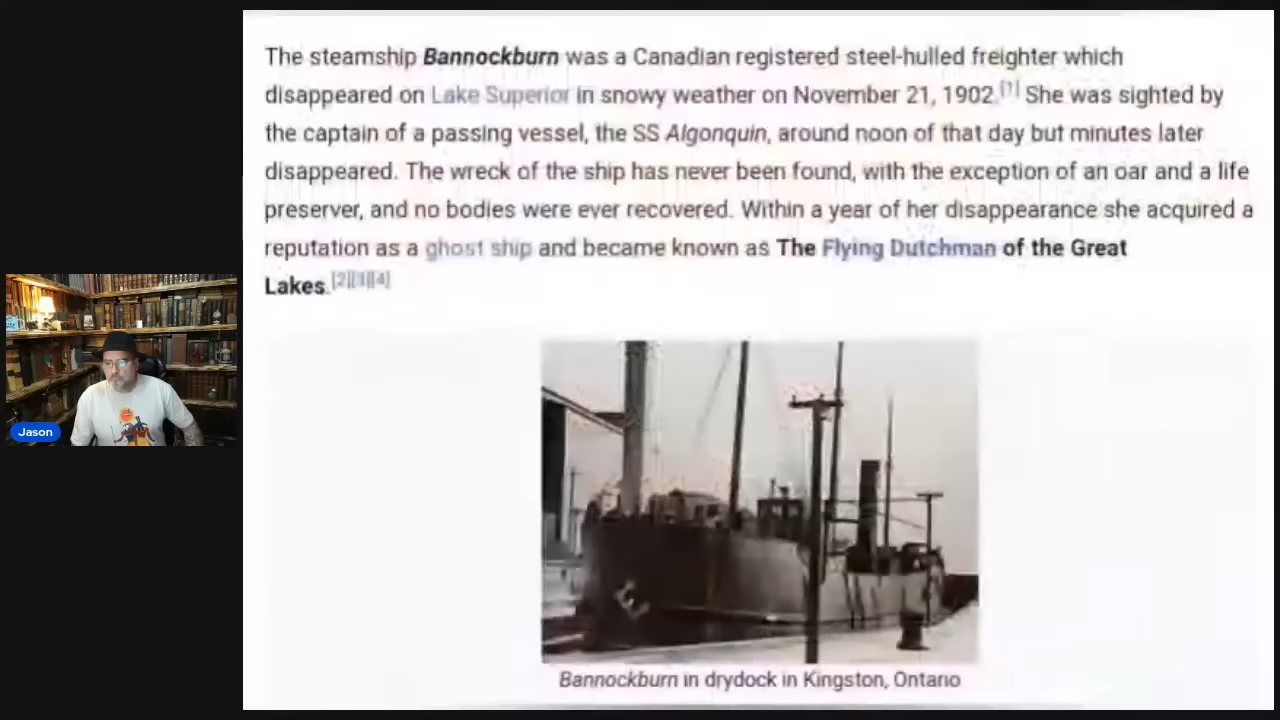 The steamship Bannockburn was a Canadian registered steel-hulled freighter which
disappeared on Lake Superior in snowy weather on November 21, 1902.[1] She was sighted by
the captain of a passing vessel, the SS Algonquin, around noon of that day but minutes later
disappeared. The wreck of the ship has never been found, with the exception of an oar and a life
preserver, and no bodies were ever recovered. Within a year of her disappearance she acquired a
reputation as a ghost ship and became known as The Flying Dutchman of the Great
Lakes.[2][3][4]
Jason
Bannockburn in drydock in Kingston, Ontario